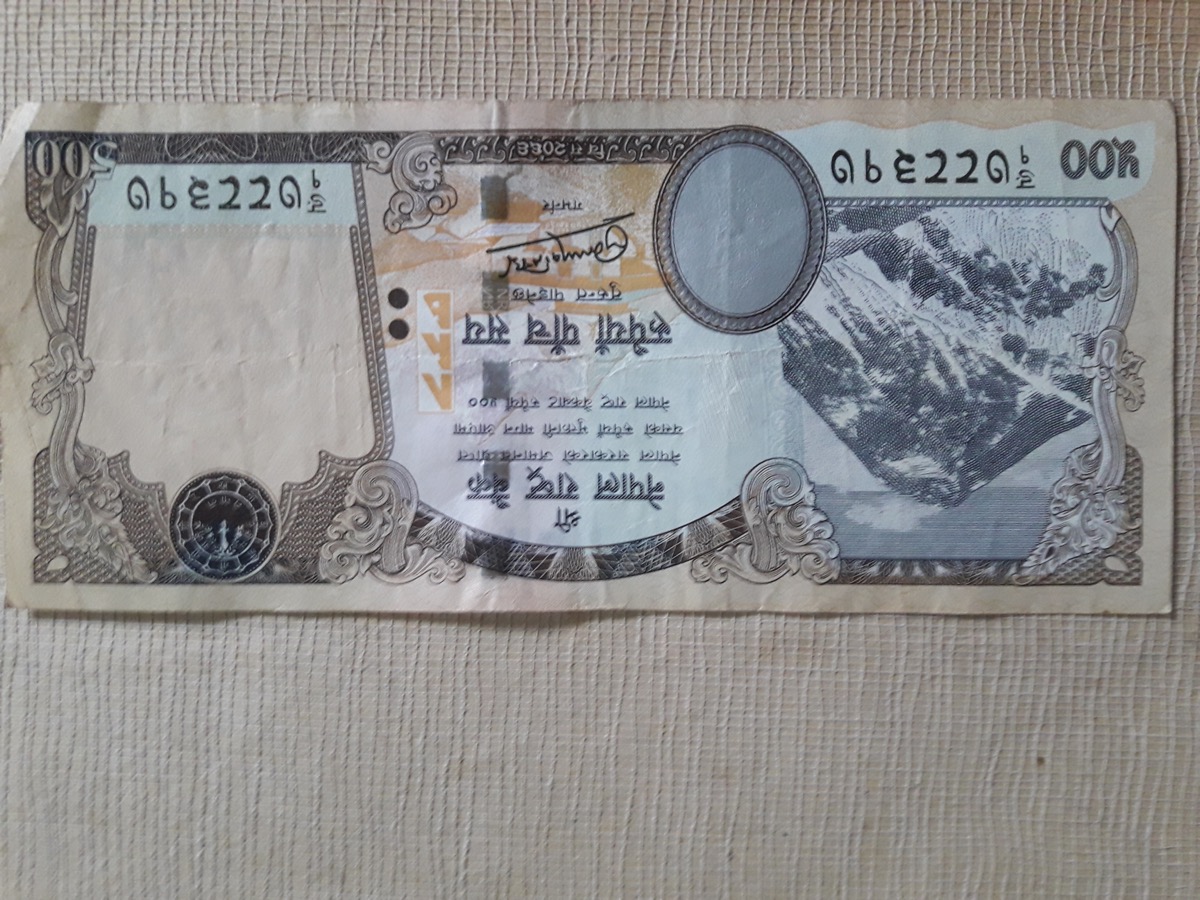 श्री
नेपाल राष्ट्र बैंक
नेपाल सरकारको जमानत प्राप्त
यसको रुपैयाँ भुक्तानी माग्न आएमा
नेपाल राष्ट्र बैंकबाट रुपैयाँ ५००
रुपैयाँ पाँच सय
तुरुन्त पाइनेछ
गभर्नर
५०० १ ७८८३१७
वि सं २०६६
१ ७८८३१७
500